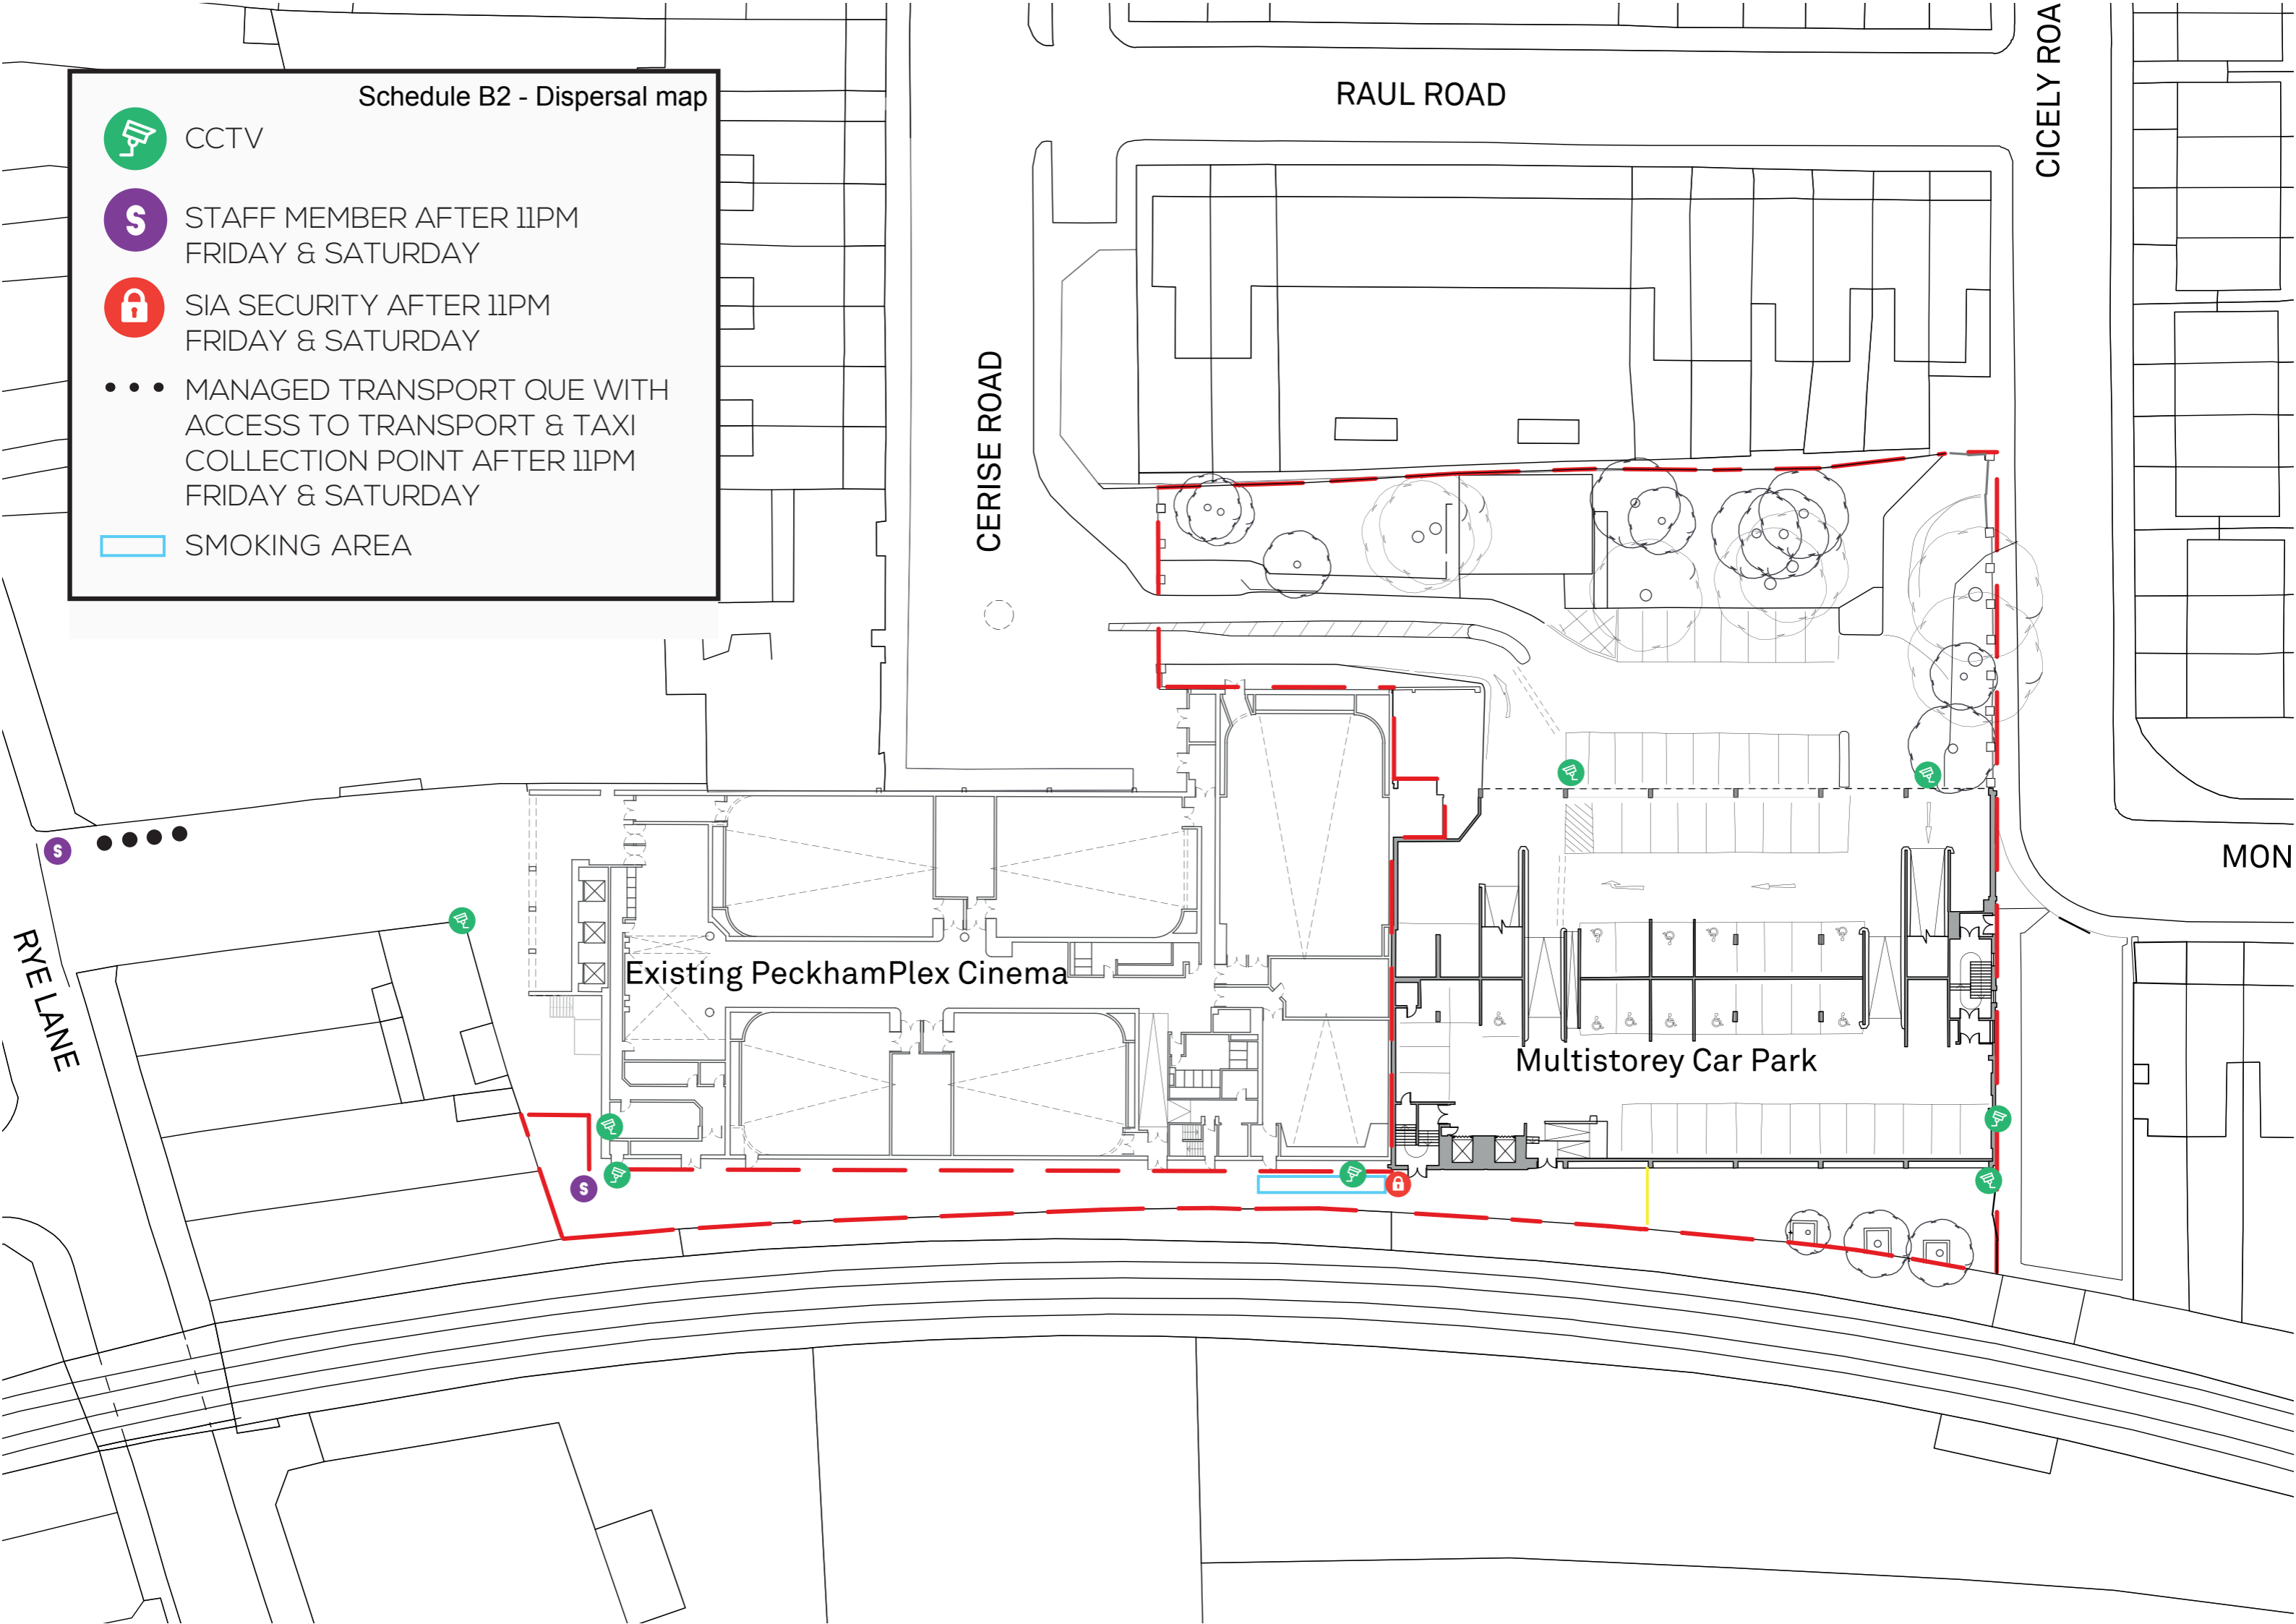 Schedule B2 - Dispersal map
CCTV
S
STAFF MEMBER AFTER 11PM
FRIDAY & SATURDAY
SIA SECURITY AFTER 11PM
FRIDAY & SATURDAY
MANAGED TRANSPORT QUE WITH
ACCESS TO TRANSPORT & TAXI
COLLECTION POINT AFTER 11PM
FRIDAY & SATURDAY
SMOKING AREA
RAUL ROAD
CICELY ROA
CERISE ROAD
MON
S
RYE LANE
Existing PeckhamPlex Cinema
Multistorey Car Park
S